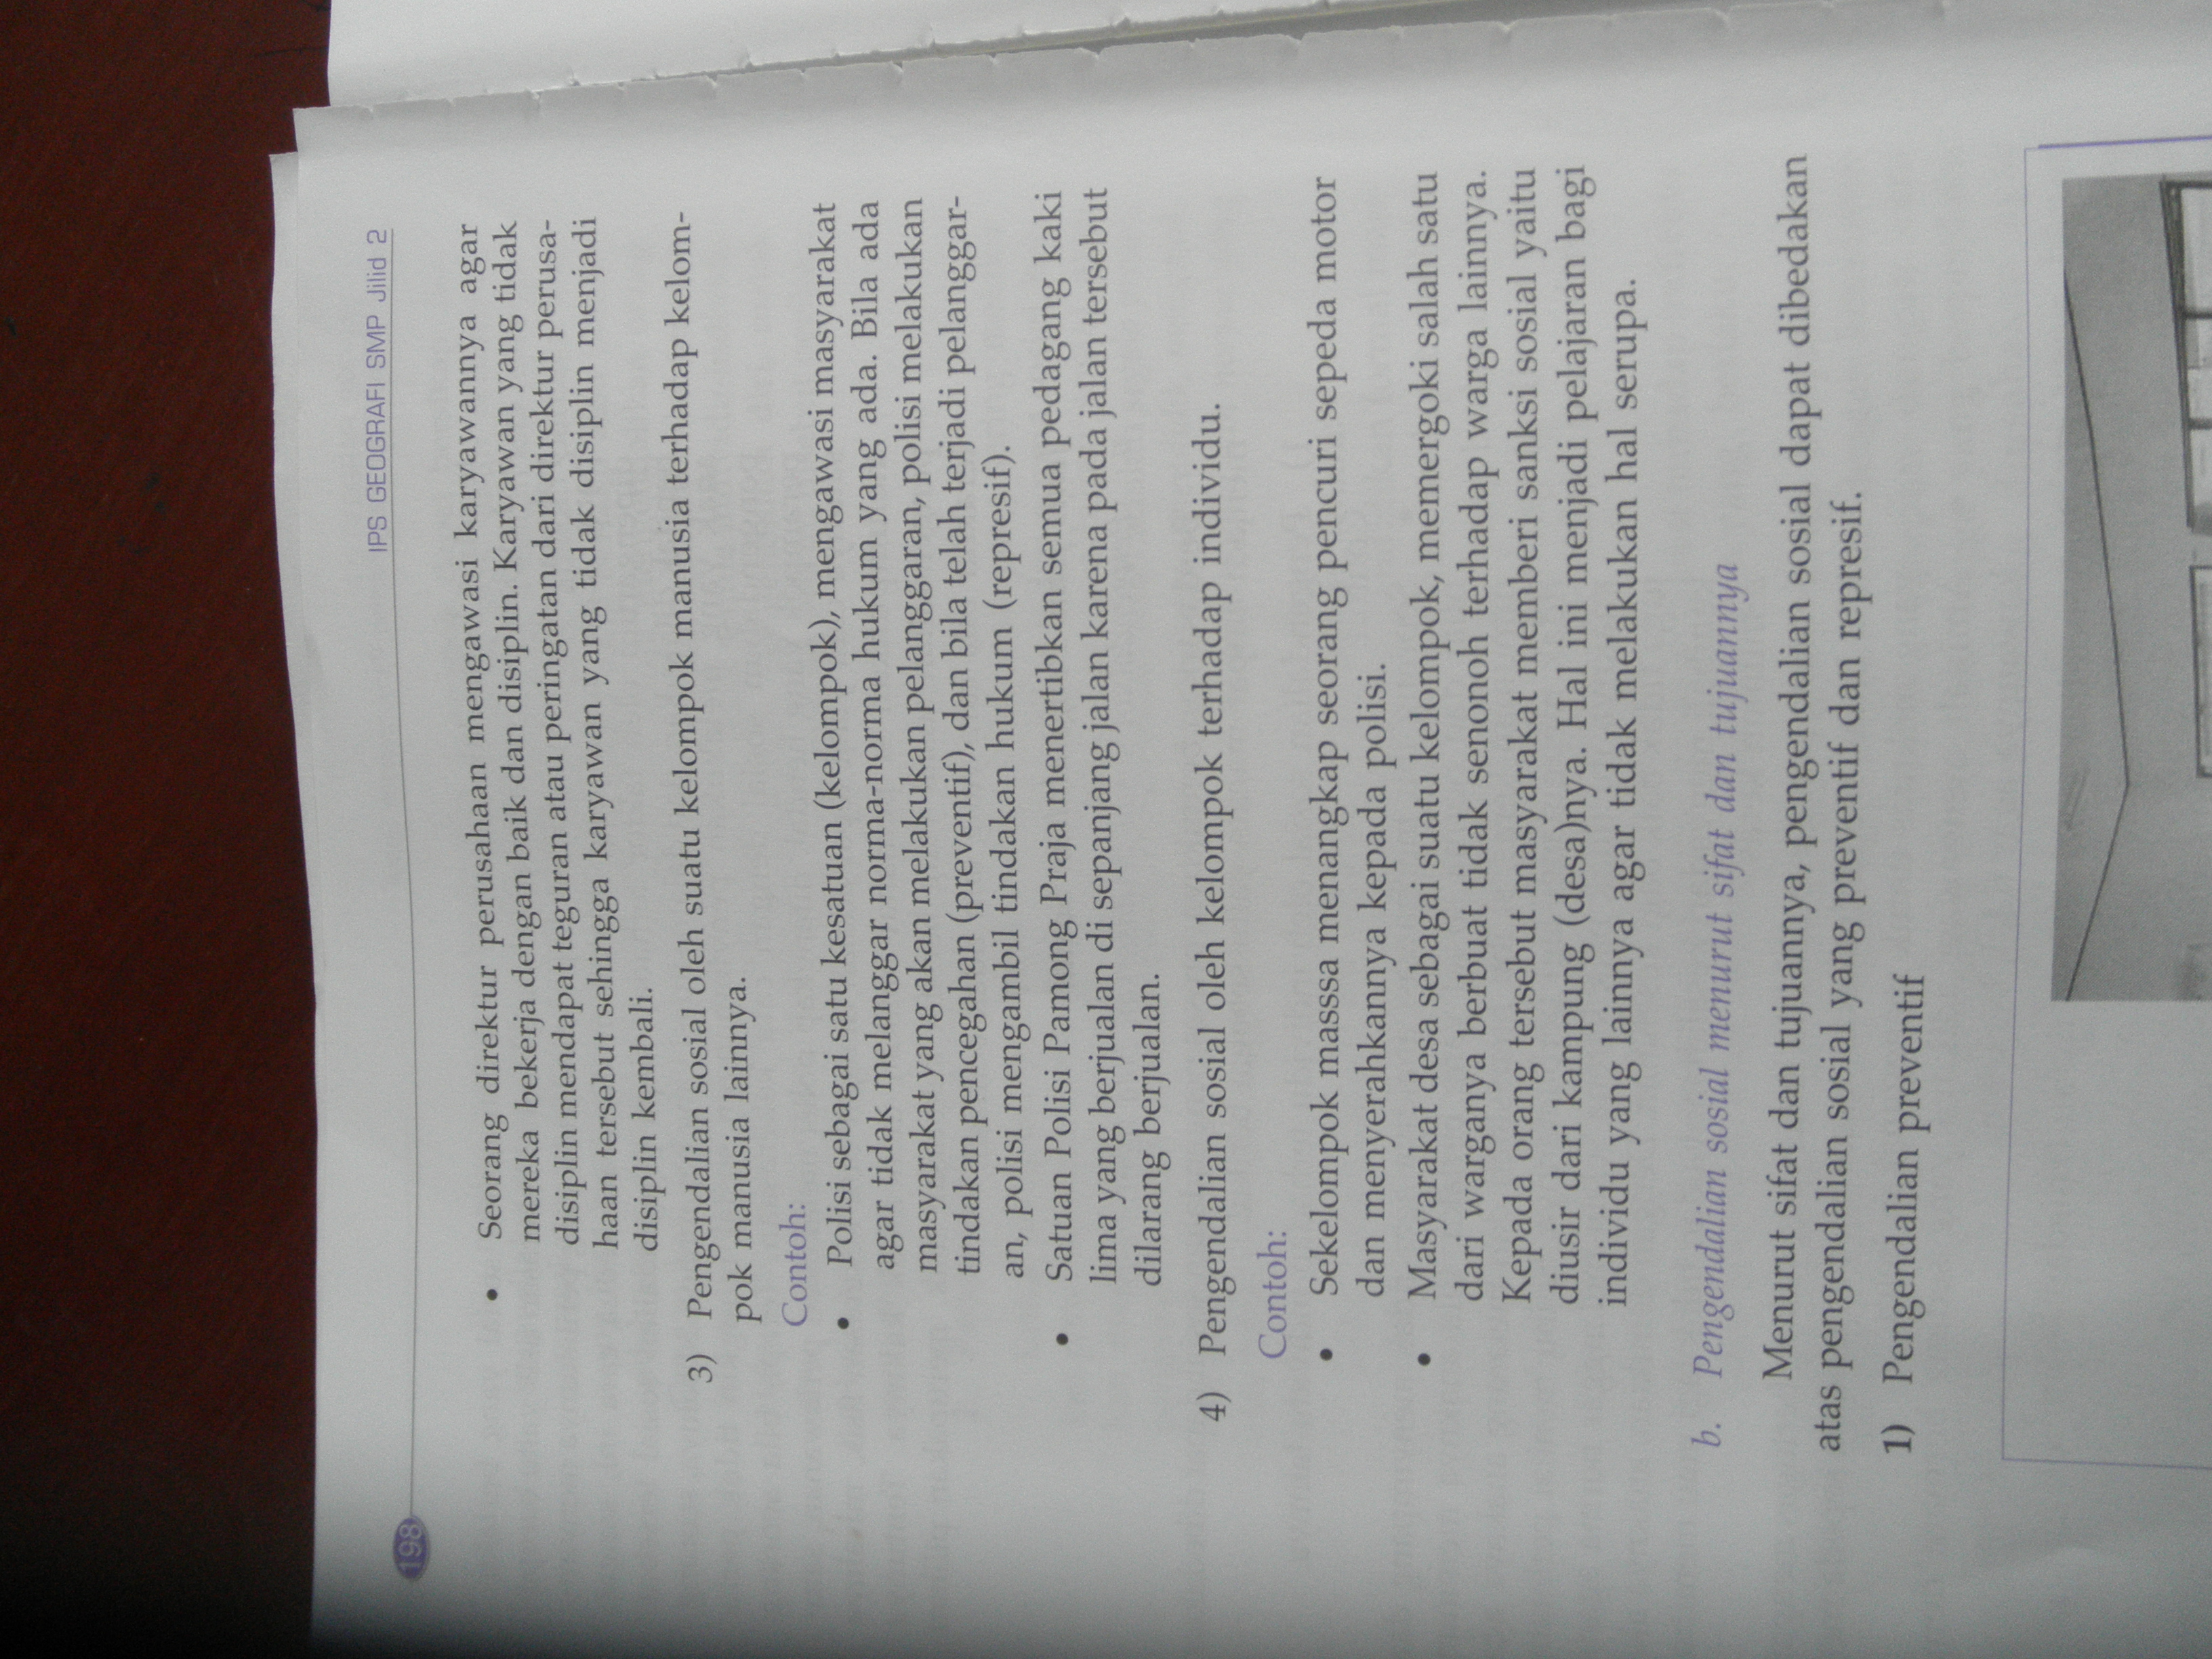 198
IPS GEOGRAFI SMP Jilid 2
• Seorang direktur perusahaan mengawasi karyawannya agar
mereka bekerja dengan baik dan disiplin. Karyawan yang tidak
disiplin mendapat teguran atau peringatan dari direktur perusa-
haan tersebut sehingga karyawan yang tidak disiplin menjadi
disiplin kembali.
3) Pengendalian sosial oleh suatu kelompok manusia terhadap kelom-
pok manusia lainnya.
Contoh:
• Polisi sebagai satu kesatuan (kelompok), mengawasi masyarakat
agar tidak melanggar norma-norma hukum yang ada. Bila ada
masyarakat yang akan melakukan pelanggaran, polisi melakukan
tindakan pencegahan (preventif), dan bila telah terjadi pelanggar-
an, polisi mengambil tindakan hukum (represif).
• Satuan Polisi Pamong Praja menertibkan semua pedagang kaki
lima yang berjualan di sepanjang jalan karena pada jalan tersebut
dilarang berjualan.
4) Pengendalian sosial oleh kelompok terhadap individu.
Contoh:
• Sekelompok masssa menangkap seorang pencuri sepeda motor
dan menyerahkannya kepada polisi.
• Masyarakat desa sebagai suatu kelompok, memergoki salah satu
dari warganya berbuat tidak senonoh terhadap warga lainnya.
Kepada orang tersebut masyarakat memberi sanksi sosial yaitu
diusir dari kampung (desa)nya. Hal ini menjadi pelajaran bagi
individu yang lainnya agar tidak melakukan hal serupa.
b. Pengendalian sosial menurut sifat dan tujuannya
Menurut sifat dan tujuannya, pengendalian sosial dapat dibedakan
atas pengendalian sosial yang preventif dan represif.
1) Pengendalian preventif